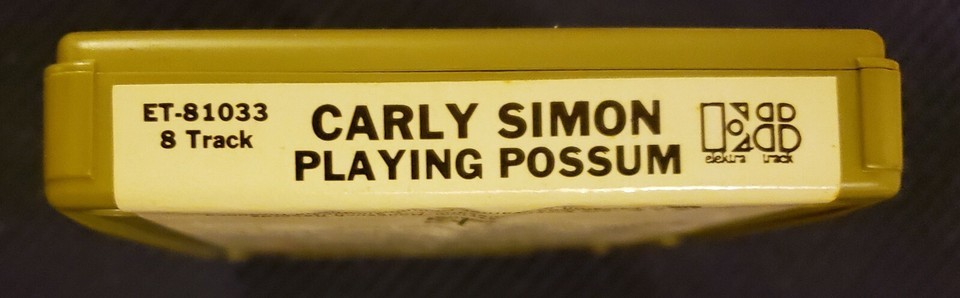 ET-81033
8 Track
CARLY SIMON
PLAYING POSSUM
elektra track